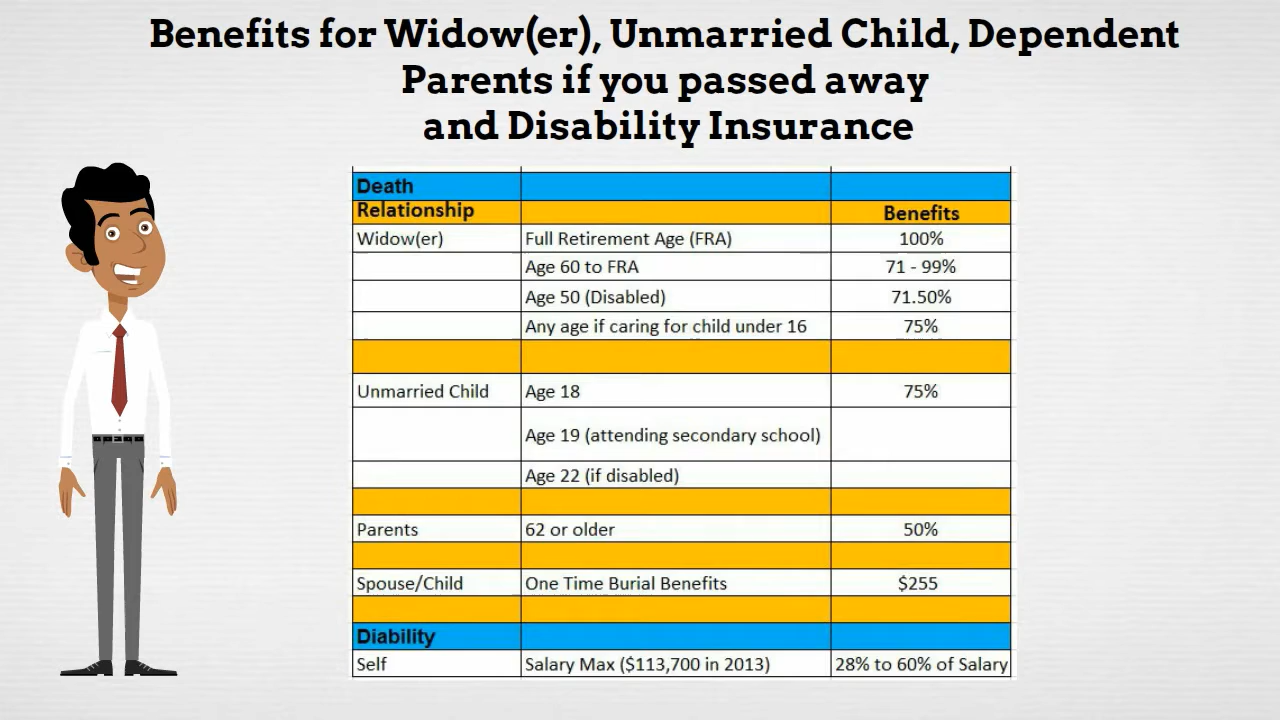 Benefits for Widow(er), Unmarried Child, Dependent
Parents if you passed away
and Disability Insurance
Death
Relationship Benefits
Widow(er) Full Retirement Age (FRA) 100%
Age 60 to FRA 71 - 99%
Age 50 (Disabled) 71.50%
Any age if caring for child under 16 75%
Unmarried Child Age 18 75%
Age 19 (attending secondary school)
Age 22 (if disabled)
Parents 62 or older 50%
Spouse/Child One Time Burial Benefits $255
Diability
Self Salary Max ($113,700 in 2013) 28% to 60% of Salary